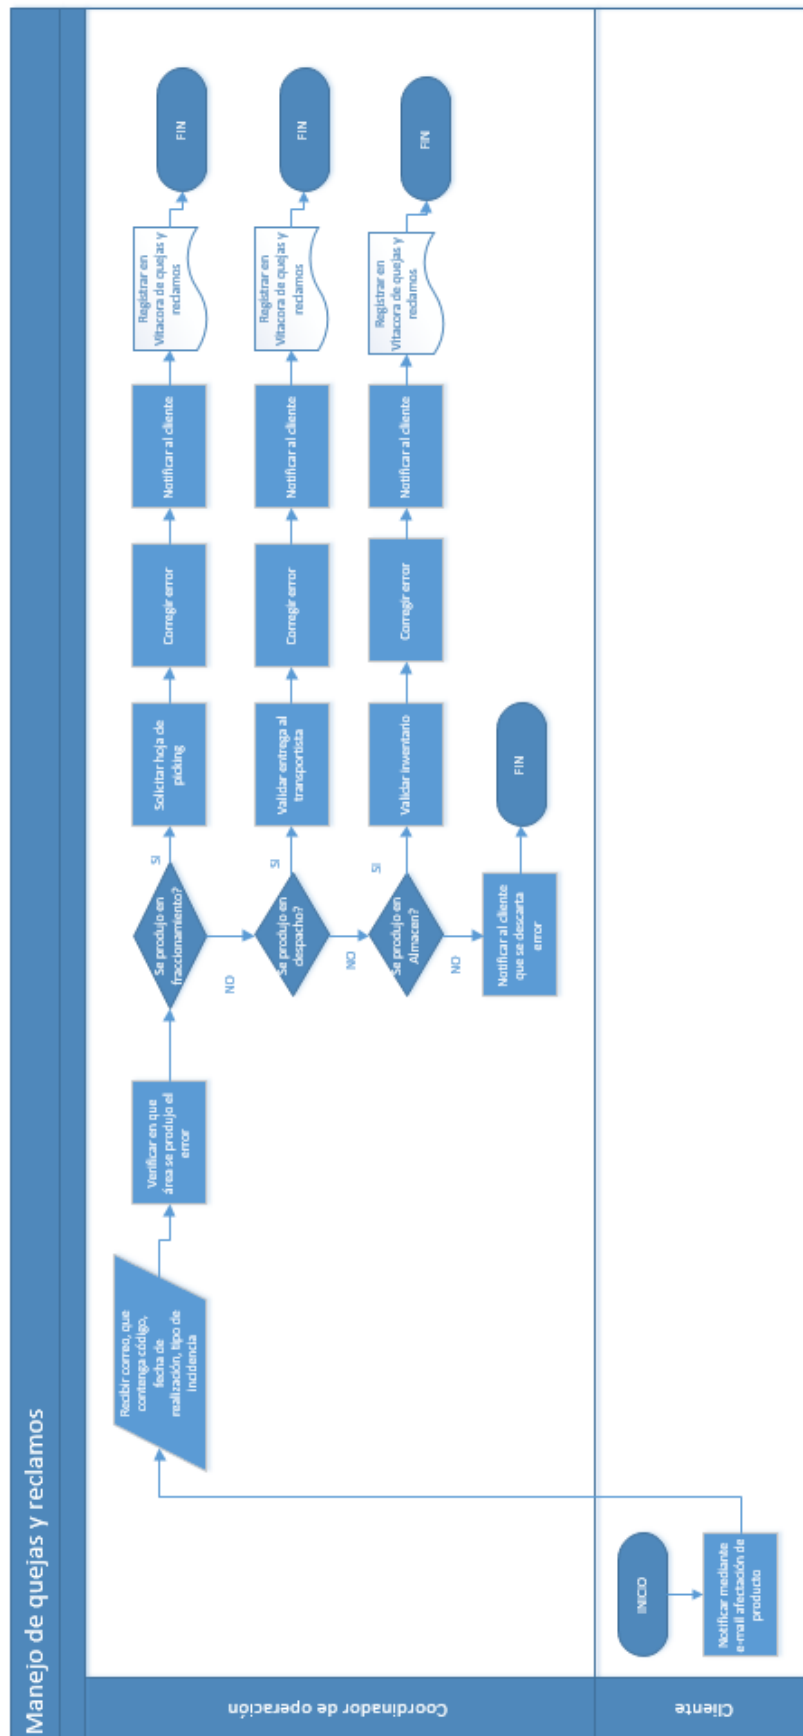 Manejo de quejas y reclamos
Coordinador de operación
Cliente
INICIO
Notificar mediante
e-mail afectación de
producto
Recibir correo, que
contenga código,
fecha de
realización, tipo de
incidencia
Verificar en que
área se produjo el
error
Se produjo en
fraccionamiento?
SI
NO
Solicitar hoja de
picking
Corregir error
Notificar al cliente
Registrar en
Vitacora de quejas y
reclamos
FIN
Se produjo en
despacho?
SI
NO
Validar entrega al
transportista
Corregir error
Notificar al cliente
Registrar en
Vitacora de quejas y
reclamos
FIN
Se produjo en
Almacen?
SI
NO
Validar inventario
Corregir error
Notificar al cliente
Registrar en
Vitacora de quejas y
reclamos
FIN
Notificar al cliente
que se descarta
error
FIN